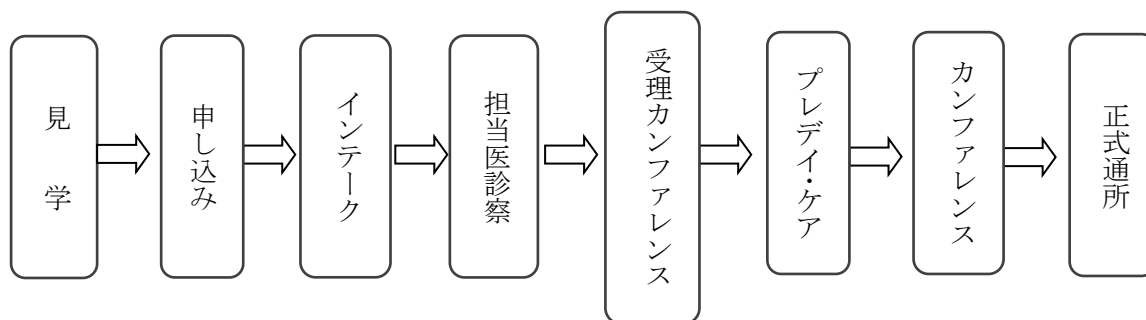 見学
申し込み
インテーク
担当医診察
受理カンファレンス
プレデイ・ケア
カンファレンス
正式通所